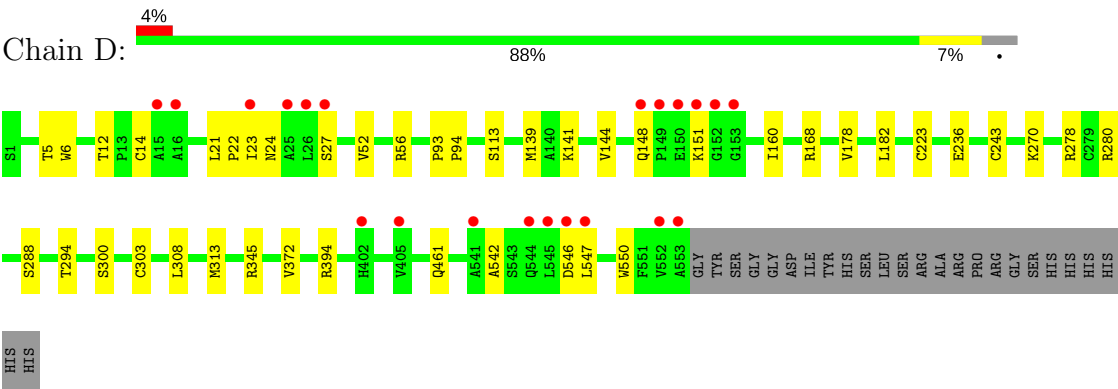 4%
Chain D:
88%
7%
•
S1 T5 W6 T12 P13 C14 A15 A16 L21 P22 I23 N24 A25 L26 S27 V52 R56 P93 P94 S113 M139 A140 K141 V144 Q148 P149 E150 K151 G152 G153 I160 R168 V178 L182 C223 E236 C243 K270 R278 C279 R280
S288 T294 S300 C303 L308 M313 R345 V372 R394 H402 V405 Q461 A541 A542 S543 Q544 L545 D546 L547 W550 F551 V552 A553 GLY TYR SER GLY GLY ASP ILE TYR HIS SER LEU SER ARG ALA ARG PRO ARG GLY SER HIS HIS HIS HIS
HIS HIS